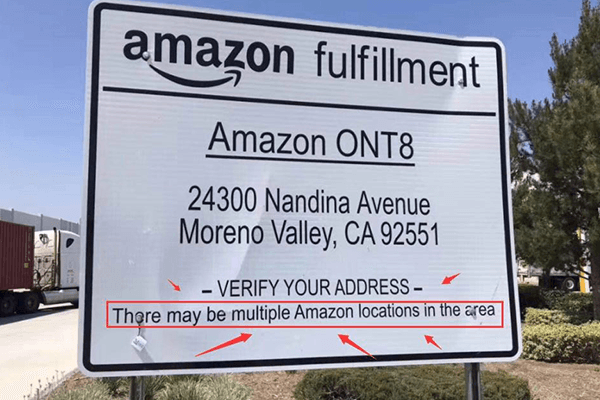 amazon fulfillment
Amazon ONT8
24300 Nandina Avenue
Moreno Valley, CA 92551
– VERIFY YOUR ADDRESS –
There may be multiple Amazon locations in the area